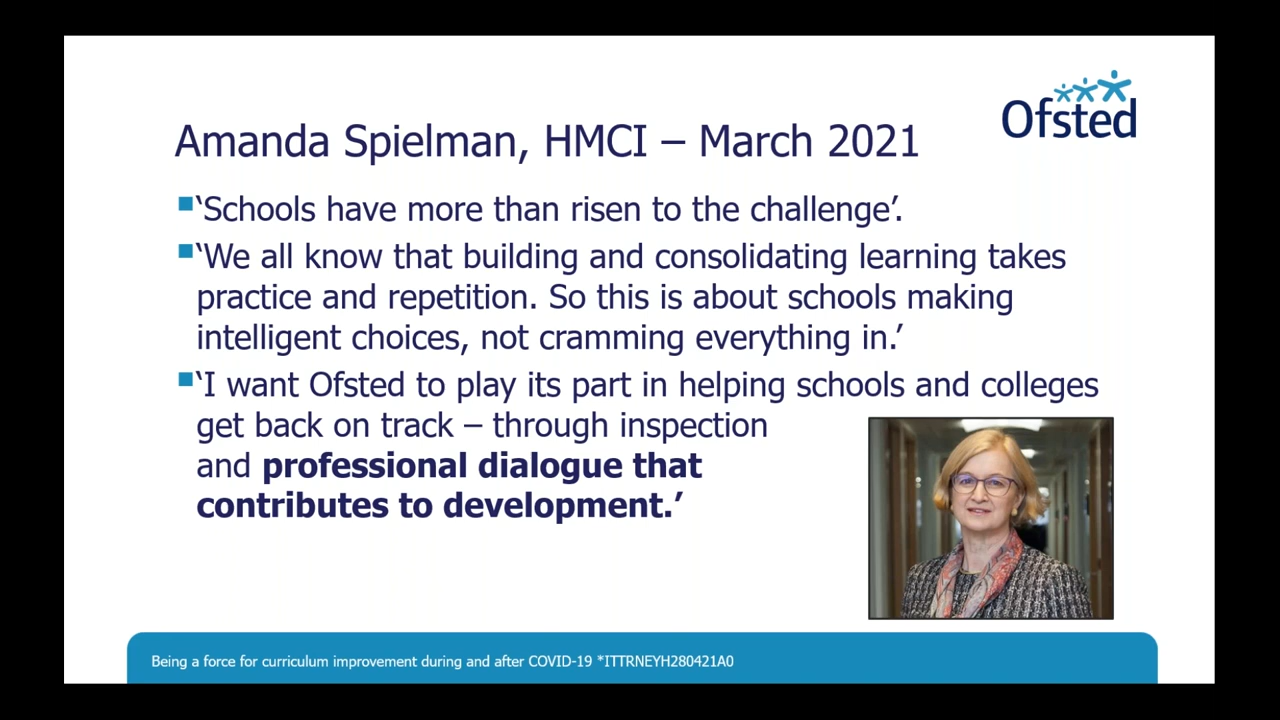 Ofsted
Amanda Spielman, HMCI – March 2021
‘Schools have more than risen to the challenge’.
‘We all know that building and consolidating learning takes
practice and repetition. So this is about schools making
intelligent choices, not cramming everything in.’
‘I want Ofsted to play its part in helping schools and colleges
get back on track – through inspection
and professional dialogue that
contributes to development.’
Being a force for curriculum improvement during and after COVID-19 *ITTRNEYH280421A0